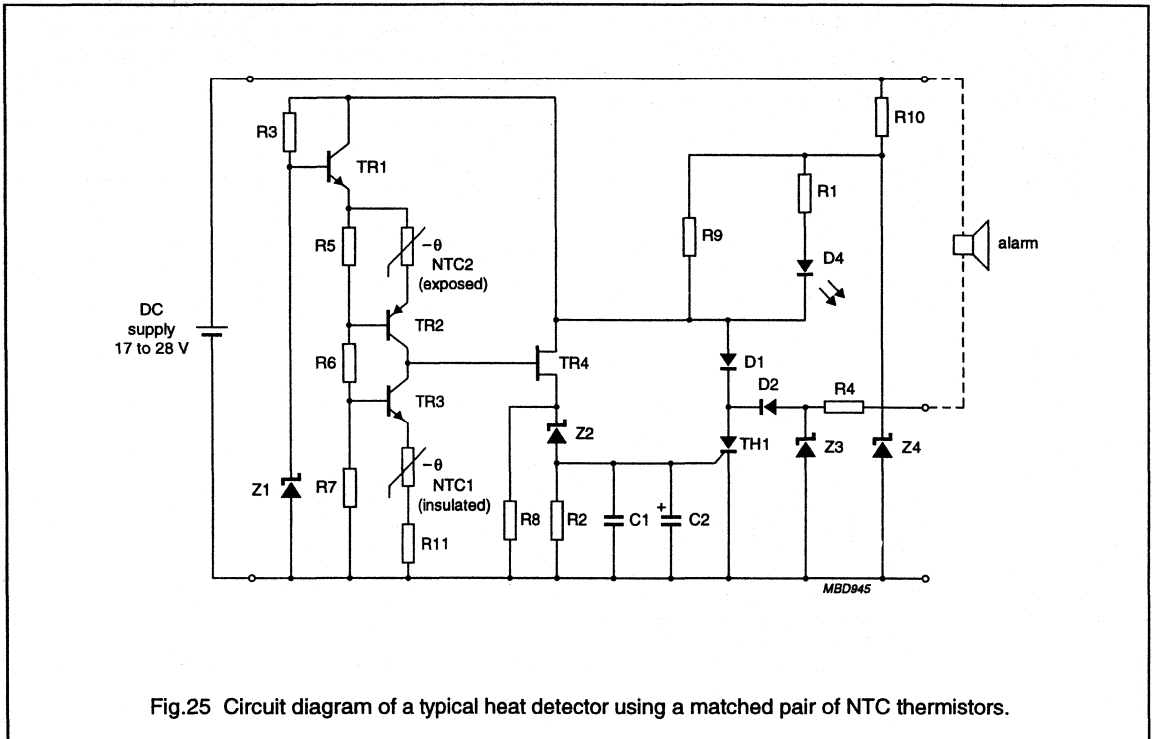 R3
TR1
R10
R1
R5
-θ
NTC2
(exposed)
R9
D4
alarm
DC
supply
17 to 28 V
TR2
R6
TR4
D1
D2
R4
TR3
Z2
TH1
Z3
Z4
-θ
NTC1
(insulated)
Z1
R7
R8
R2
C1
+
C2
R11
MBD945
Fig.25 Circuit diagram of a typical heat detector using a matched pair of NTC thermistors.